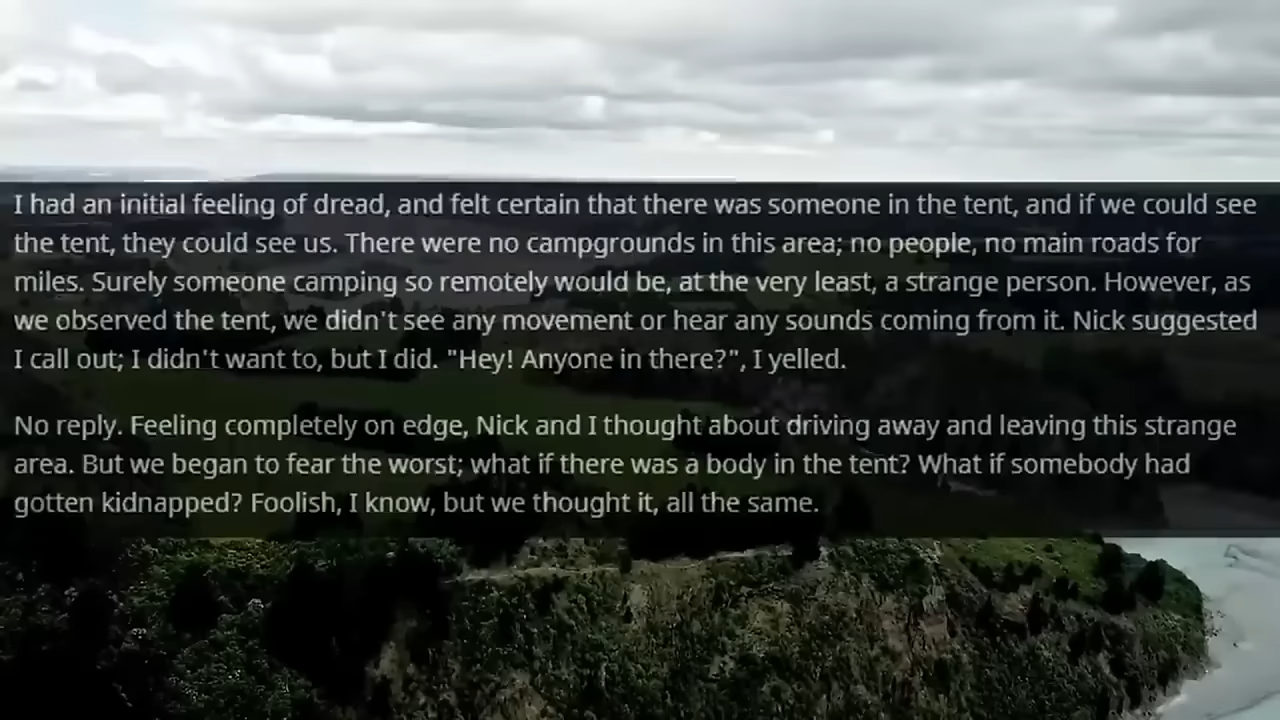 I had an initial feeling of dread, and felt certain that there was someone in the tent, and if we could see
the tent, they could see us. There were no campgrounds in this area; no people, no main roads for
miles. Surely someone camping so remotely would be, at the very least, a strange person. However, as
we observed the tent, we didn't see any movement or hear any sounds coming from it. Nick suggested
I call out; I didn't want to, but I did. "Hey! Anyone in there?", I yelled.
No reply. Feeling completely on edge, Nick and I thought about driving away and leaving this strange
area. But we began to fear the worst; what if there was a body in the tent? What if somebody had
gotten kidnapped? Foolish, I know, but we thought it, all the same.